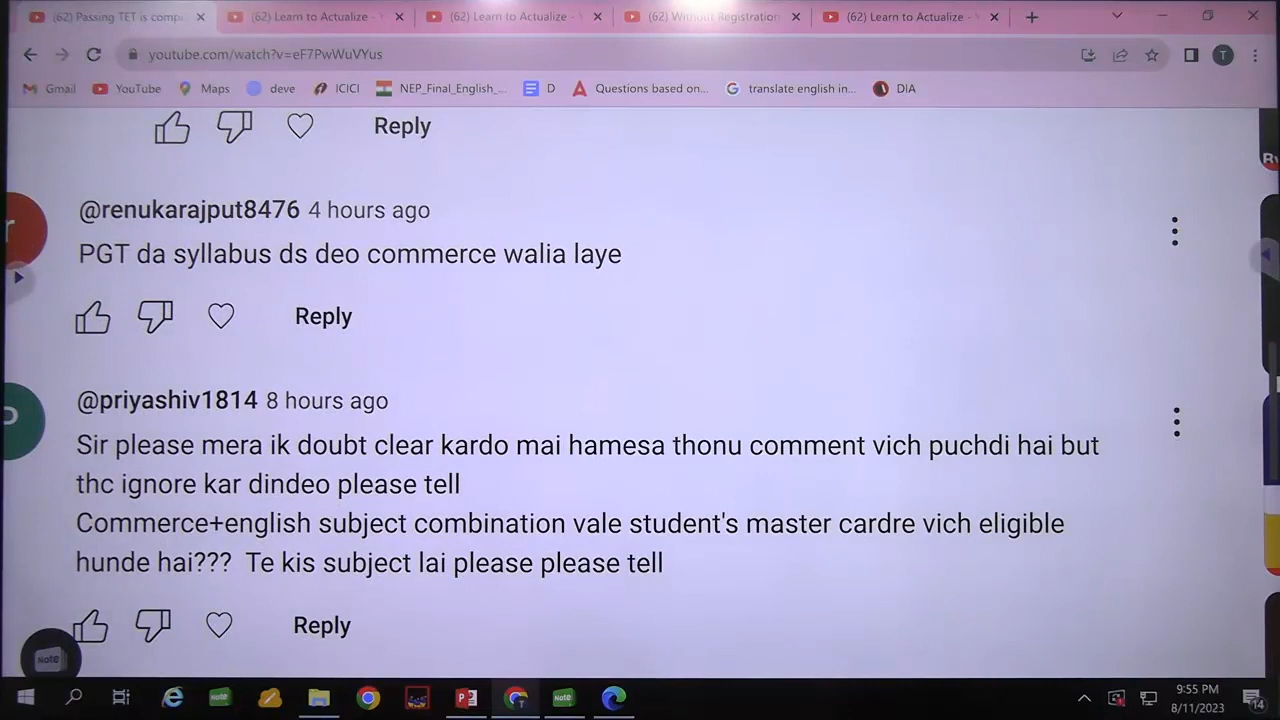 (62) Passing TET is comp
(62) Learn to Actualize -
(62) Learn to Actualize -
(62) Without Registration
(62) Learn to Actualize -
youtube.com/watch?v=eF7PwWuVYus
T
Gmail
YouTube
Maps
deve
ICICI
NEP_Final_English_...
D
Questions based on...
translate english in...
DIA
Reply
@renukarajput8476 4 hours ago
PGT da syllabus ds deo commerce walia laye
Reply
@priyashiv1814 8 hours ago
Sir please mera ik doubt clear kardo mai hamesa thonu comment vich puchdi hai but
thc ignore kar dindeo please tell
Commerce+english subject combination vale student's master cardre vich eligible
hunde hai??? Te kis subject lai please please tell
Reply
Note
9:55 PM
8/11/2023
14